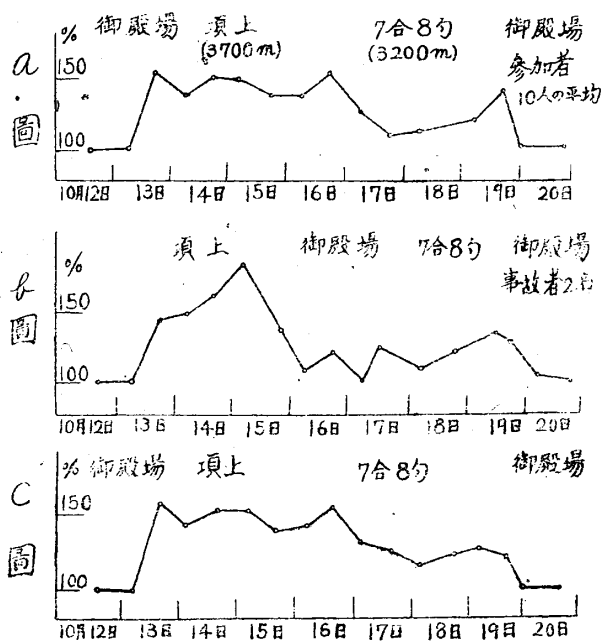 a.圖
% 御殿場 項上 7合8勺 御殿場
(3700m) (3200m) 参加者
10人の平均
150
100
10月12日 13日 14日 15日 16日 17日 18日 19日 20日
b圖
% 項上 御殿場 7合8勺 御殿場
事故者2名
150
100
10月12日 13日 14日 15日 16日 17日 18日 19日 20日
C圖
% 御殿場 項上 7合8勺 御殿場
150
100
10月12日 13日 14日 15日 16日 17日 18日 19日 20日